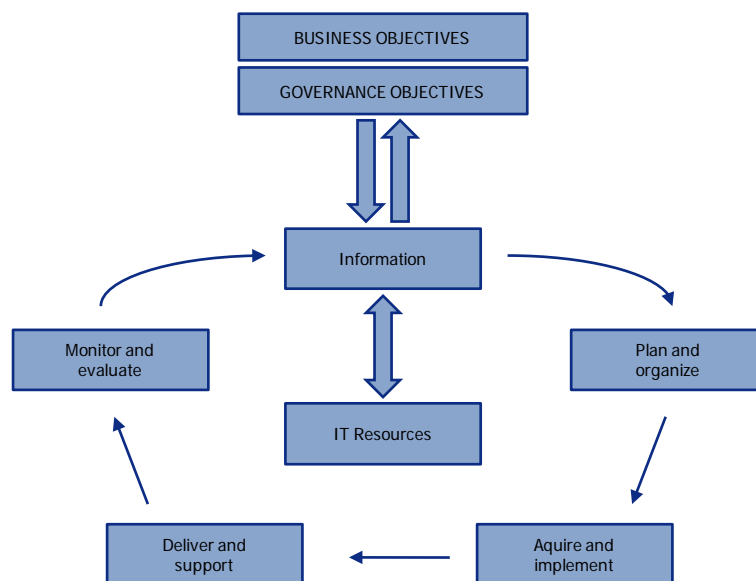 BUSINESS OBJECTIVES
GOVERNANCE OBJECTIVES
Information
Monitor and
evaluate
Plan and
organize
IT Resources
Deliver and
support
Aquire and
implement